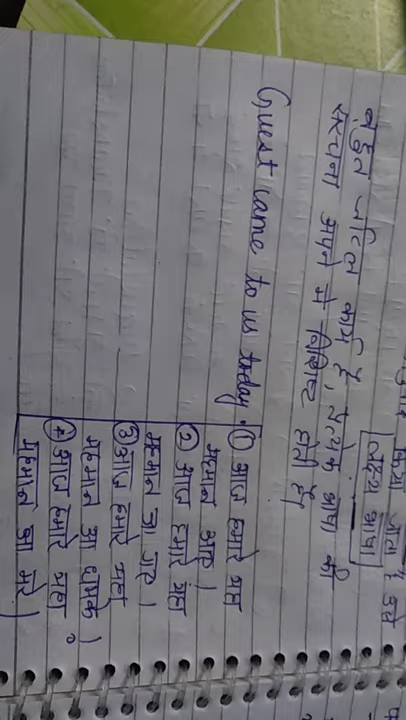 किया जाता है उसे
लक्ष्य भाषा
बहुत जटिल कार्य है, प्रत्येक भाषा की
संरचना अपने में विशिष्ट होती है।
Guest came to us today.
① आज हमारे यहा
मेहमान आए।
② आज हमारे यहा
मेहमान आ गए।
③ आज हमारे यहा
मेहमान आ धमके।
④ आज हमारे यहा
मेहमान आ मरे।